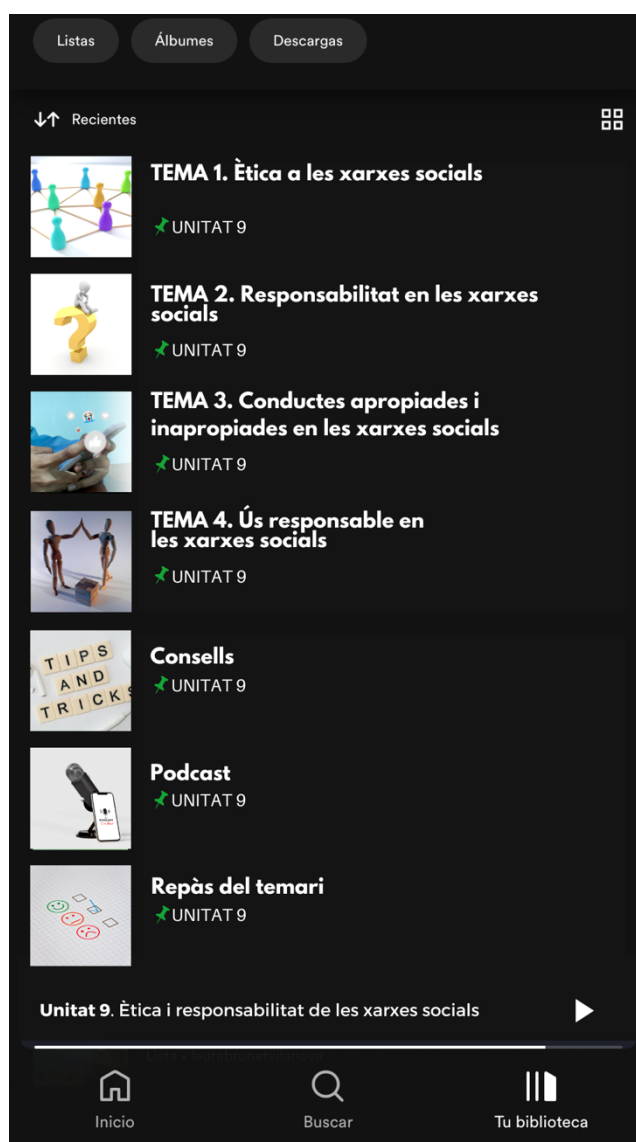 Listas Álbumes Descargas
Recientes
TEMA 1. Ètica a les xarxes socials
UNITAT 9
TEMA 2. Responsabilitat en les xarxes
socials
UNITAT 9
TEMA 3. Conductes apropiades i
inapropiades en les xarxes socials
UNITAT 9
TEMA 4. Ús responsable en
les xarxes socials
UNITAT 9
TIPS
AND
TRICKS
Consells
UNITAT 9
Podcast
UNITAT 9
Repàs del temari
UNITAT 9
Unitat 9. Ètica i responsabilitat de les xarxes socials
Inicio Buscar Tu biblioteca